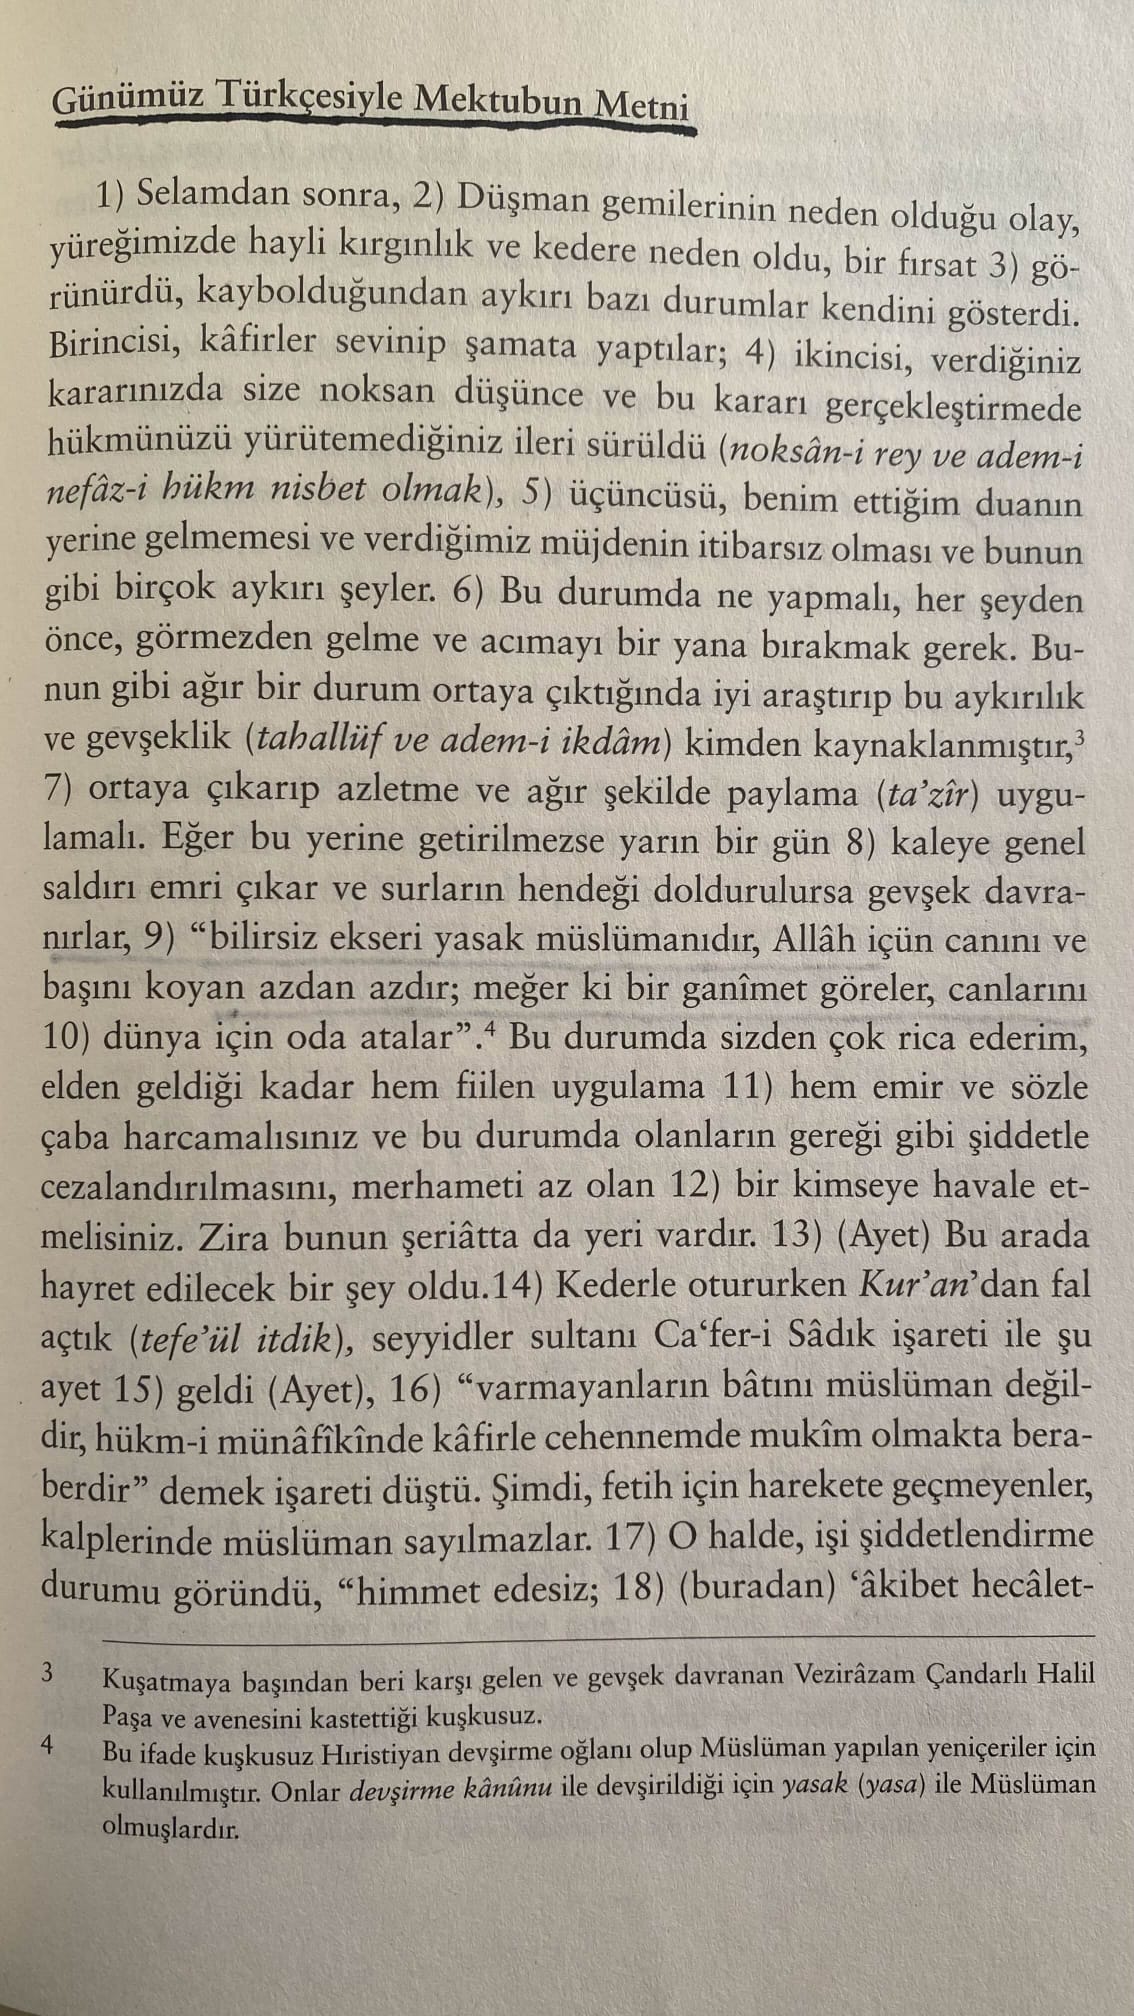 Günümüz Türkçesiyle Mektubun Metni
1) Selamdan sonra, 2) Düşman gemilerinin neden olduğu olay,
yüreğimizde hayli kırgınlık ve kedere neden oldu, bir fırsat 3) gö-
rünürdü, kaybolduğundan aykırı bazı durumlar kendini gösterdi.
Birincisi, kâfirler sevinip şamata yaptılar; 4) ikincisi, verdiğiniz
kararınızda size noksan düşünce ve bu kararı gerçekleştirmede
hükmünüzü yürütemediğiniz ileri sürüldü (noksân-i rey ve adem-i
nefâz-i hükm nisbet olmak), 5) üçüncüsü, benim ettiğim duanın
yerine gelmemesi ve verdiğimiz müjdenin itibarsız olması ve bunun
gibi birçok aykırı şeyler. 6) Bu durumda ne yapmalı, her şeyden
önce, görmezden gelme ve acımayı bir yana bırakmak gerek. Bu-
nun gibi ağır bir durum ortaya çıktığında iyi araştırıp bu aykırılık
ve gevşeklik (tahallüf ve adem-i ikdâm) kimden kaynaklanmıştır,³
7) ortaya çıkarıp azletme ve ağır şekilde paylama (ta’zîr) uygu-
lamalı. Eğer bu yerine getirilmezse yarın bir gün 8) kaleye genel
saldırı emri çıkar ve surların hendeği doldurulursa gevşek davra-
nırlar, 9) “bilirsiz ekseri yasak müslümanıdır, Allâh içün canını ve
başını koyan azdan azdır; meğer ki bir ganîmet göreler, canlarını
10) dünya için oda atalar”.⁴ Bu durumda sizden çok rica ederim,
elden geldiği kadar hem fiilen uygulama 11) hem emir ve sözle
çaba harcamalısınız ve bu durumda olanların gereği gibi şiddetle
cezalandırılmasını, merhameti az olan 12) bir kimseye havale et-
melisiniz. Zira bunun şeriâtta da yeri vardır. 13) (Ayet) Bu arada
hayret edilecek bir şey oldu.14) Kederle otururken Kur’an’dan fal
açtık (tefe’ül itdik), seyyidler sultanı Ca‘fer-i Sâdık işareti ile şu
ayet 15) geldi (Ayet), 16) “varmayanların bâtını müslüman değil-
dir, hükm-i münâfîkînde kâfirle cehennemde mukîm olmakta bera-
berdir” demek işareti düştü. Şimdi, fetih için harekete geçmeyenler,
kalplerinde müslüman sayılmazlar. 17) O halde, işi şiddetlendirme
durumu göründü, “himmet edesiz; 18) (buradan) ‘âkibet hecâlet-
3 Kuşatmaya başından beri karşı gelen ve gevşek davranan Vezirâzam Çandarlı Halil
Paşa ve avenesini kastettiği kuşkusuz.
4 Bu ifade kuşkusuz Hıristiyan devşirme oğlanı olup Müslüman yapılan yeniçeriler için
kullanılmıştır. Onlar devşirme kânûnu ile devşirildiği için yasak (yasa) ile Müslüman
olmuşlardır.